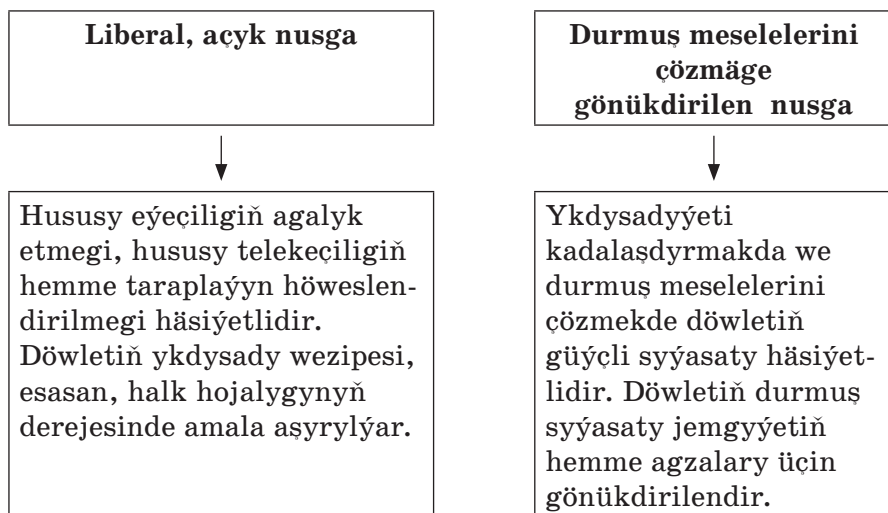 Liberal, açyk nusga
Durmuş meselelerini
çözmäge
gönükdirilen nusga
Hususy eýeçiligiň agalyk
etmegi, hususy telekeçiligiň
hemme taraplaýyn höweslen-
dirilmegi häsiýetlidir.
Döwletiň ykdysady wezipesi,
esasan, halk hojalygynyň
derejesinde amala aşyrylýar.
Ykdysadyýeti
kadalaşdyrmakda we
durmuş meselelerini
çözmekde döwletiň
güýçli syýasaty häsiýet-
lidir. Döwletiň durmuş
syýasaty jemgyýetiň
hemme agzalary üçin
gönükdirilendir.